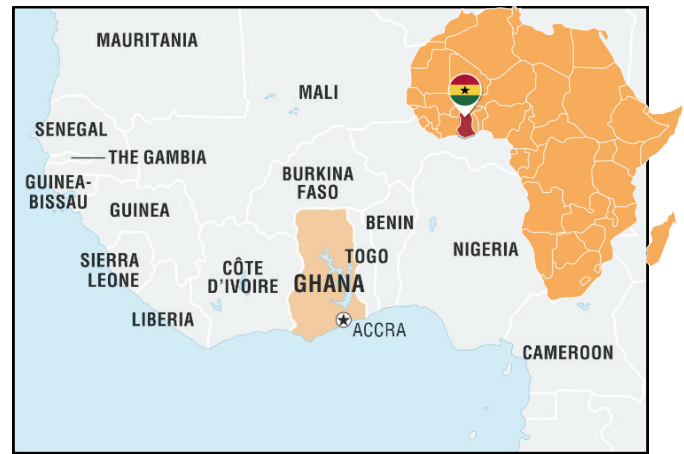 MAURITANIA
MALI
SENEGAL
THE GAMBIA
GUINEA-
BISSAU
GUINEA
BURKINA
FASO
BENIN
SIERRA
LEONE
CÔTE
D'IVOIRE
TOGO
NIGERIA
GHANA
LIBERIA
ACCRA
CAMEROON